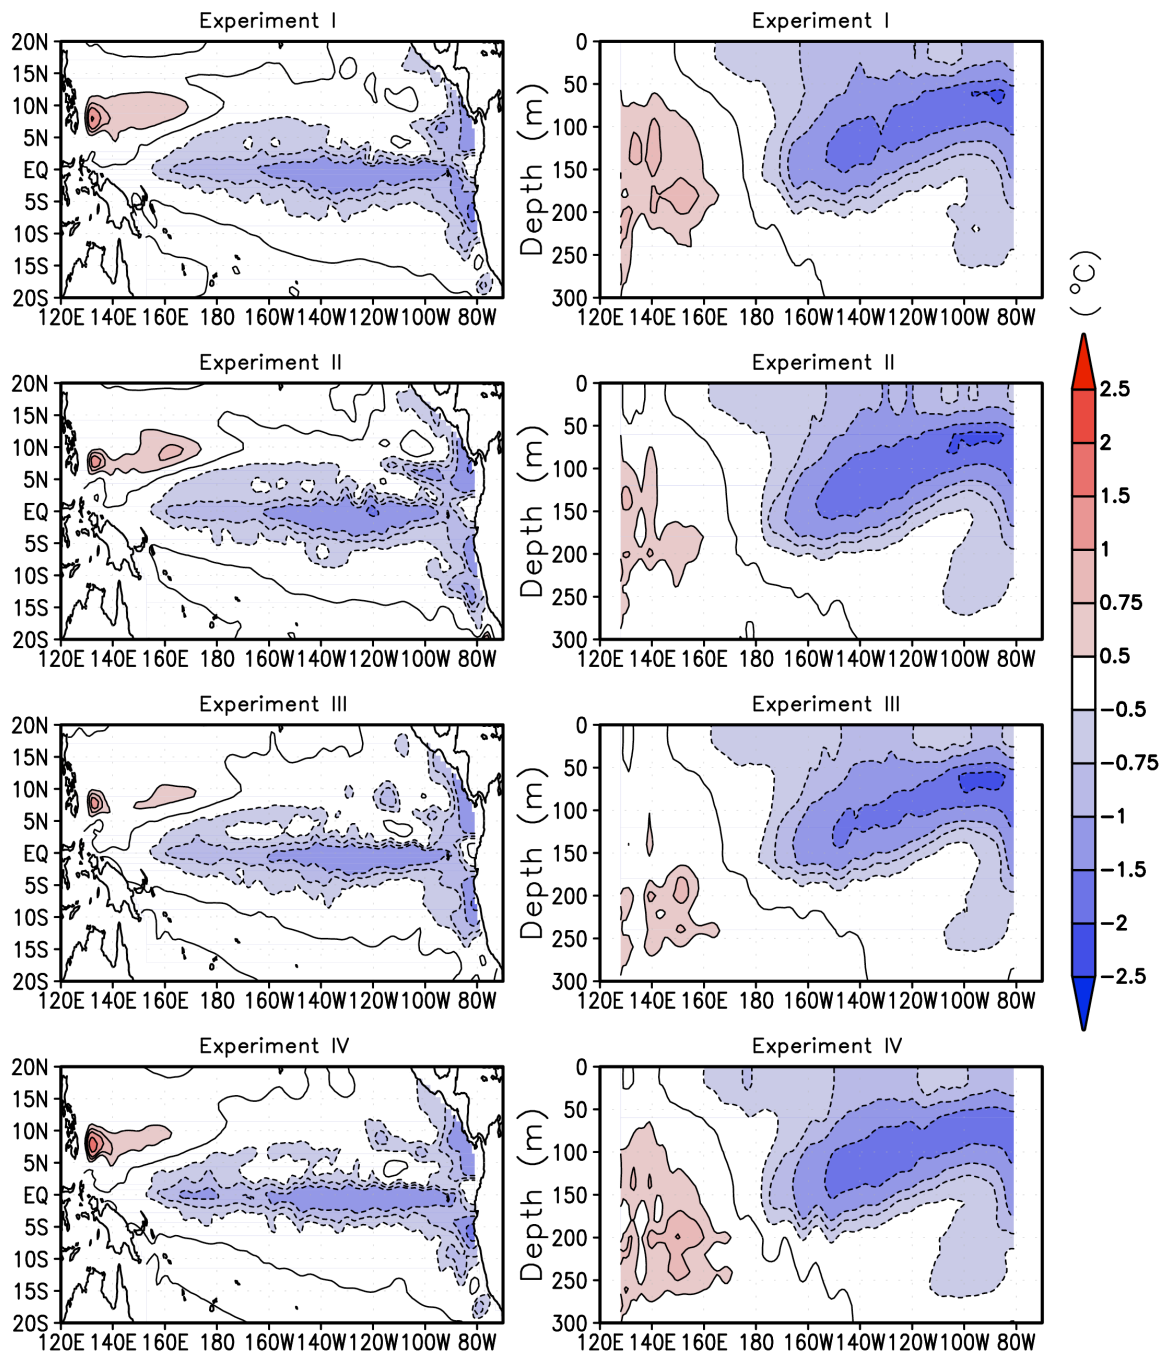 Experiment I
20N
15N
10N
5N
EQ
5S
10S
15S
20S
120E 140E 160E 180 160W 140W 120W 100W 80W
Experiment I
Depth (m)
0
50
100
150
200
250
300
120E 140E 160E 180 160W 140W 120W 100W 80W
Experiment II
20N
15N
10N
5N
EQ
5S
10S
15S
20S
120E 140E 160E 180 160W 140W 120W 100W 80W
Experiment II
Depth (m)
0
50
100
150
200
250
300
120E 140E 160E 180 160W 140W 120W 100W 80W
Experiment III
20N
15N
10N
5N
EQ
5S
10S
15S
20S
120E 140E 160E 180 160W 140W 120W 100W 80W
Experiment III
Depth (m)
0
50
100
150
200
250
300
120E 140E 160E 180 160W 140W 120W 100W 80W
Experiment IV
20N
15N
10N
5N
EQ
5S
10S
15S
20S
120E 140E 160E 180 160W 140W 120W 100W 80W
Experiment IV
Depth (m)
0
50
100
150
200
250
300
120E 140E 160E 180 160W 140W 120W 100W 80W
(°C)
2.5
2
1.5
1
0.75
0.5
−0.5
−0.75
−1
−1.5
−2
−2.5